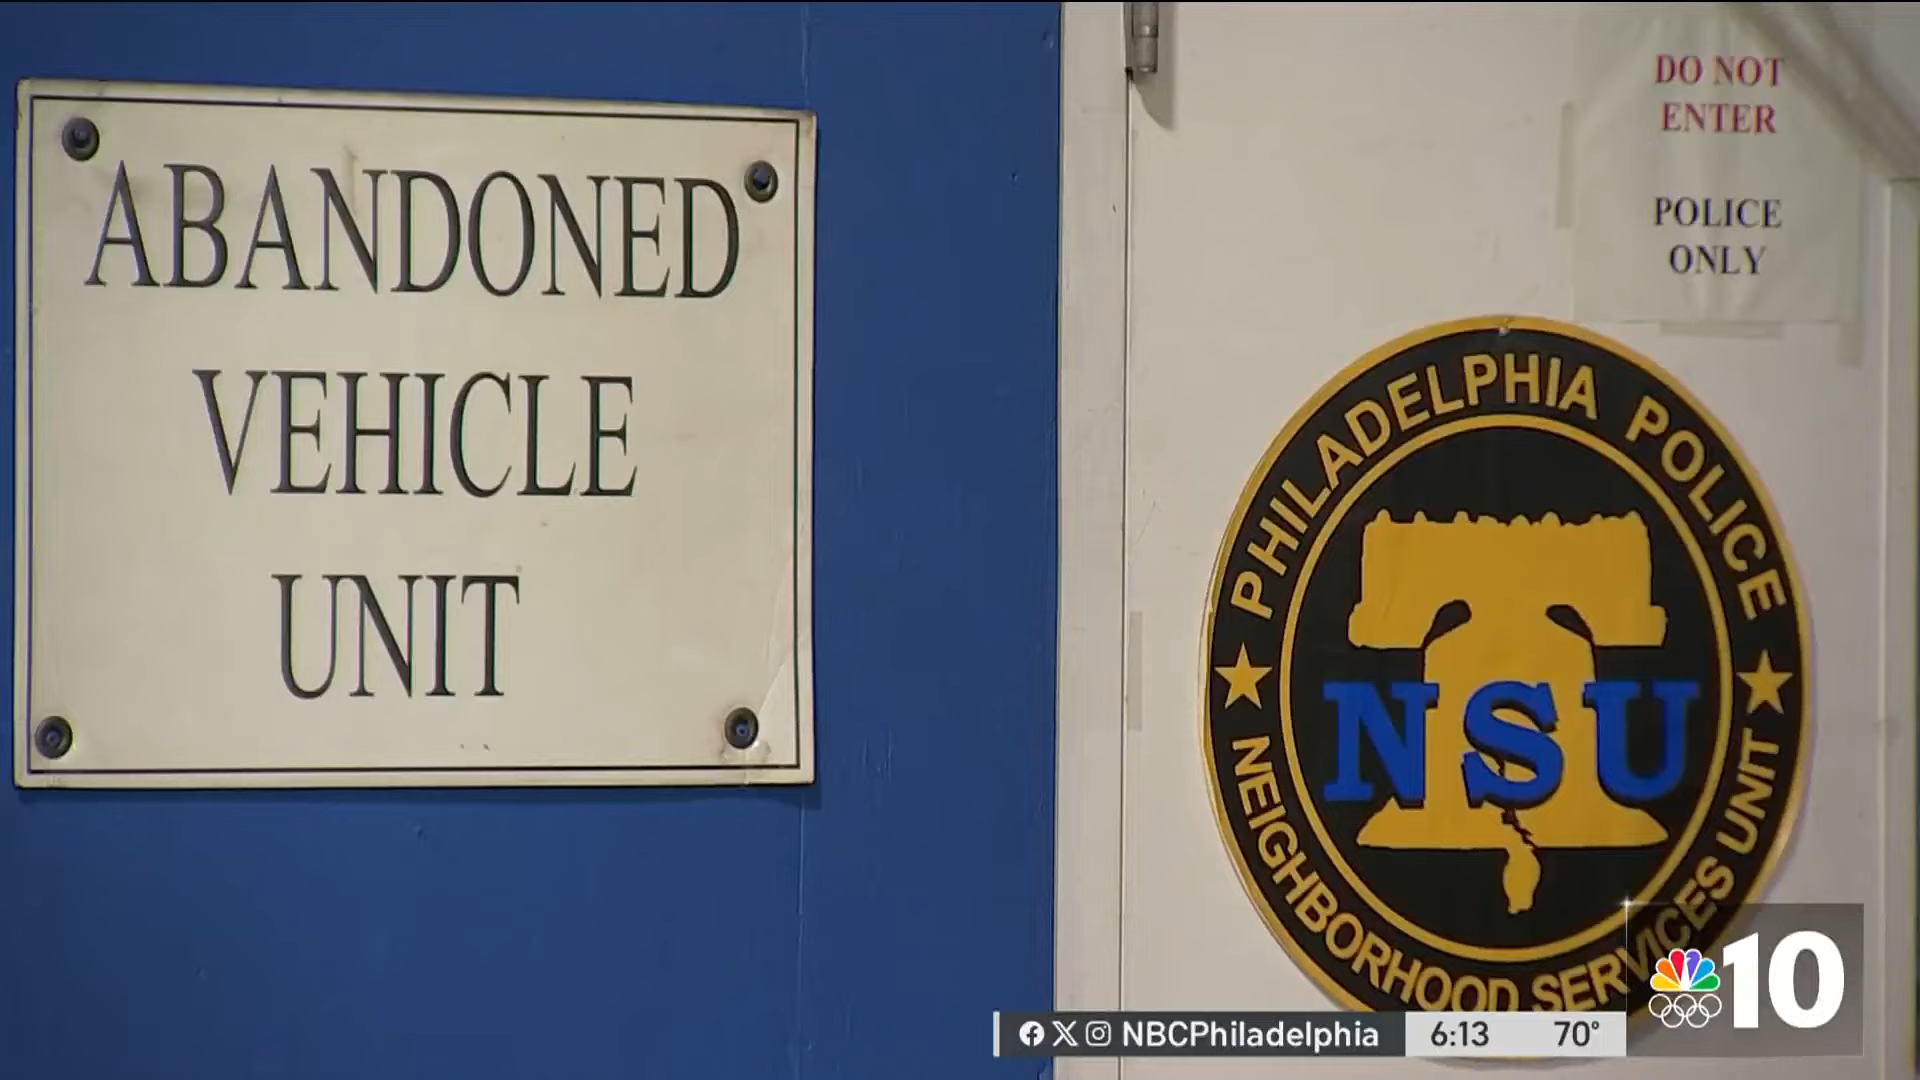 ABANDONED
VEHICLE
UNIT
DO NOT
ENTER
POLICE
ONLY
PHILADELPHIA POLICE
NSU
NEIGHBORHOOD SERVICES UNIT
10
NBCPhiladelphia
6:13
70°